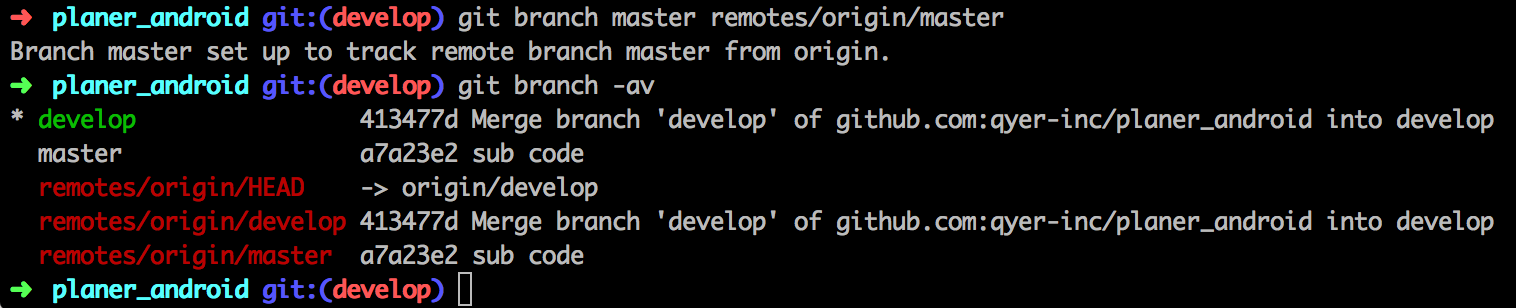 ➜ planer_android git:(develop) git branch master remotes/origin/master
Branch master set up to track remote branch master from origin.
➜ planer_android git:(develop) git branch -av
* develop 413477d Merge branch 'develop' of github.com:qyer-inc/planer_android into develop
master a7a23e2 sub code
remotes/origin/HEAD -> origin/develop
remotes/origin/develop 413477d Merge branch 'develop' of github.com:qyer-inc/planer_android into develop
remotes/origin/master a7a23e2 sub code
➜ planer_android git:(develop)